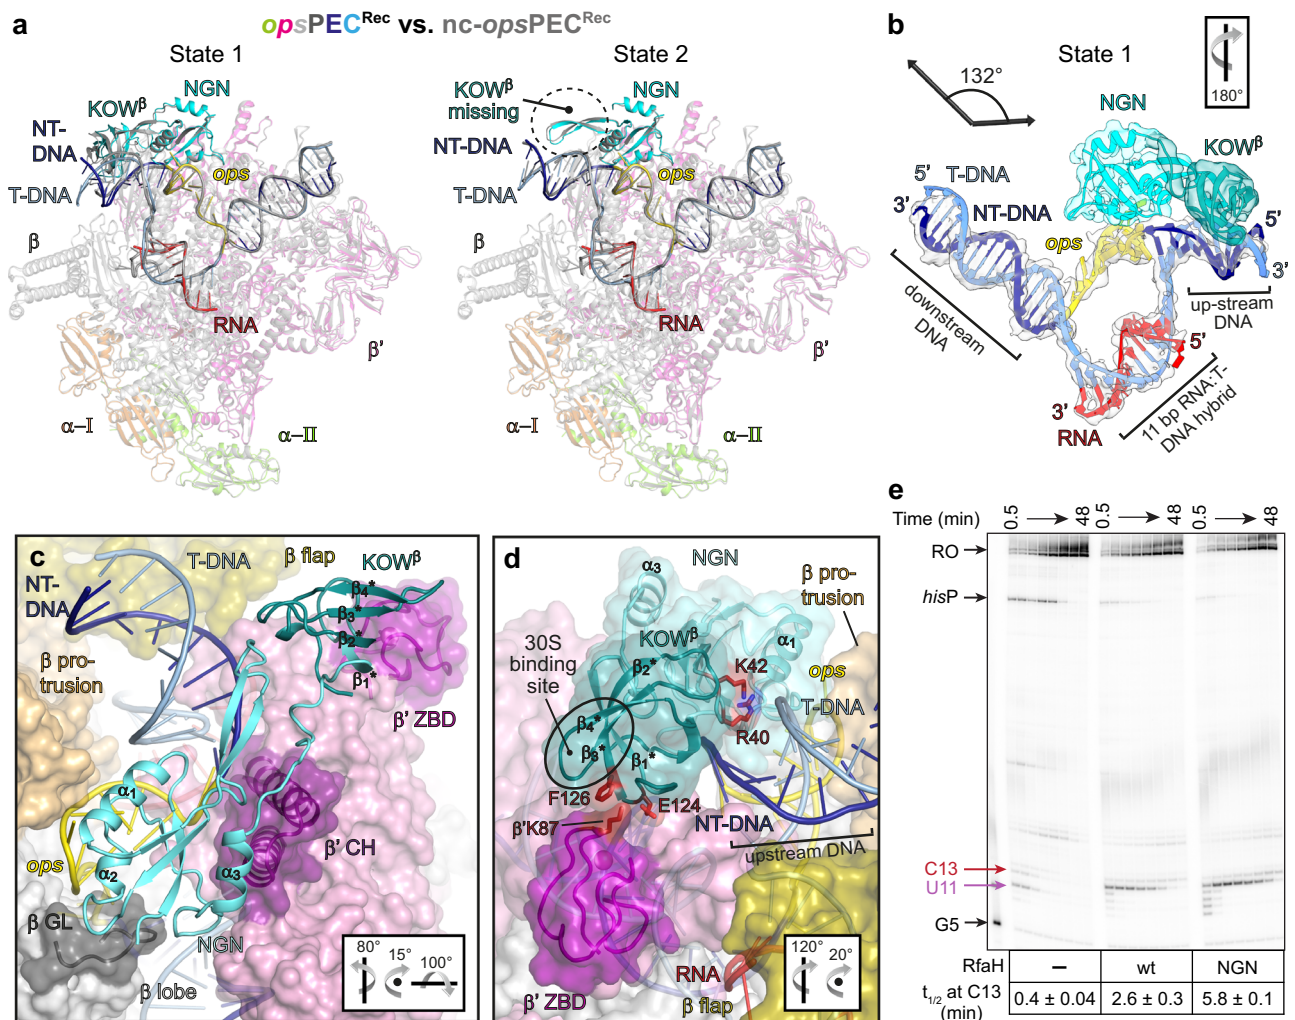 a
opsPEC^Rec vs. nc-opsPEC^Rec
State 1
KOW^β
NGN
NT-
DNA
T-DNA
ops
β
RNA
β'
α–I
α–II
State 2
KOW^β
missing
NGN
NT-DNA
T-DNA
ops
β
RNA
β'
α–I
α–II
b
State 1
132°
180°
NGN
KOW^β
5'
T-DNA
3'
NT-DNA
ops
5'
3'
downstream
DNA
up-stream
DNA
5'
3'
RNA
11 bp RNA:T-
DNA hybrid
c
T-DNA
β flap
KOW^β
NT-
DNA
β4*
β3*
β2*
β1*
β pro-
trusion
β' ZBD
α1
β' CH
ops
α2
α3
β GL
NGN
β lobe
80°
15°
100°
d
α3
NGN
β pro-
trusion
KOW^β
α1
30S
binding
site
β2*
K42
ops
T-DNA
β4*
R40
β3*
β1*
F126
E124
β'K87
NT-DNA
upstream DNA
RNA
β' ZBD
β flap
120°
20°
e
Time (min)
0.5
48
0.5
48
0.5
48
RO
hisP
C13
U11
G5
RfaH
–
wt
NGN
t1/2 at C13
(min)
0.4 ± 0.04
2.6 ± 0.3
5.8 ± 0.1